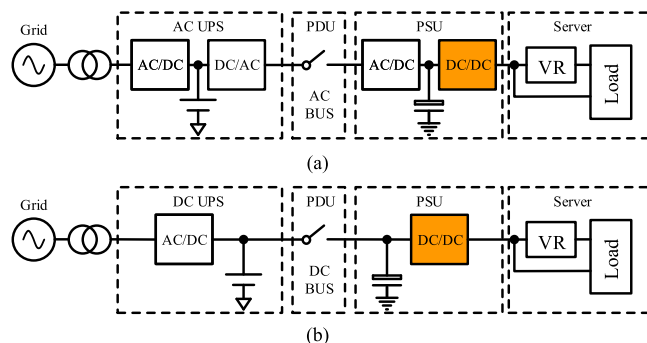 Grid
AC UPS
PDU
PSU
Server
AC/DC
DC/AC
AC/DC
DC/DC
VR
Load
AC
BUS
(a)
Grid
DC UPS
PDU
PSU
Server
AC/DC
DC/DC
VR
Load
DC
BUS
(b)